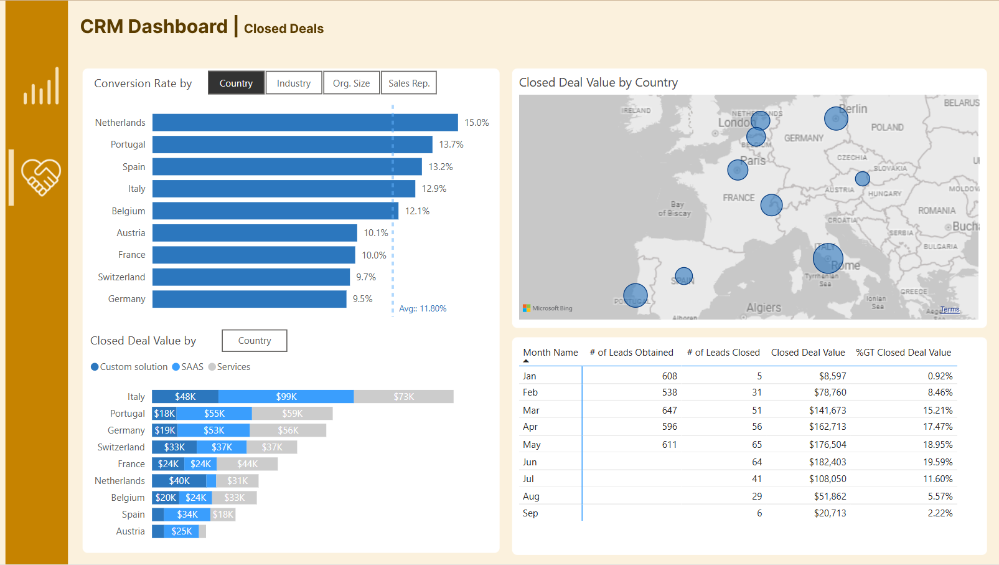 CRM Dashboard | Closed Deals
Conversion Rate by
Country
Industry
Org. Size
Sales Rep.
Netherlands 15.0%
Portugal 13.7%
Spain 13.2%
Italy 12.9%
Belgium 12.1%
Austria 10.1%
France 10.0%
Switzerland 9.7%
Germany 9.5%
Avg:: 11.80%
Closed Deal Value by
Country
Custom solution SAAS Services
Italy $48K $99K $73K
Portugal $18K $55K $59K
Germany $19K $53K $56K
Switzerland $33K $37K $37K
France $24K $24K $44K
Netherlands $40K $31K
Belgium $20K $24K $33K
Spain $34K $18K
Austria $25K
Closed Deal Value by Country
IRELAND
NETHERLANDS
London
Berlin
BELARUS
POLAND
GERMANY
BELGIUM
Paris
CZECHIA
SLOVAKIA
AUSTRIA
HUNGARY
MOLDOV
FRANCE
Bay
of Biscay
ROMANIA
CROATIA
Buch
SERBIA
BULGARIA
ITALY
Rome
Tyrrhenian
Sea
SPAIN
PORTUGAL
GREECE
Ionian
Sea
Algiers
Microsoft Bing
Terms
Month Name # of Leads Obtained # of Leads Closed Closed Deal Value %GT Closed Deal Value
Jan 608 5 $8,597 0.92%
Feb 538 31 $78,760 8.46%
Mar 647 51 $141,673 15.21%
Apr 596 56 $162,713 17.47%
May 611 65 $176,504 18.95%
Jun 64 $182,403 19.59%
Jul 41 $108,050 11.60%
Aug 29 $51,862 5.57%
Sep 6 $20,713 2.22%